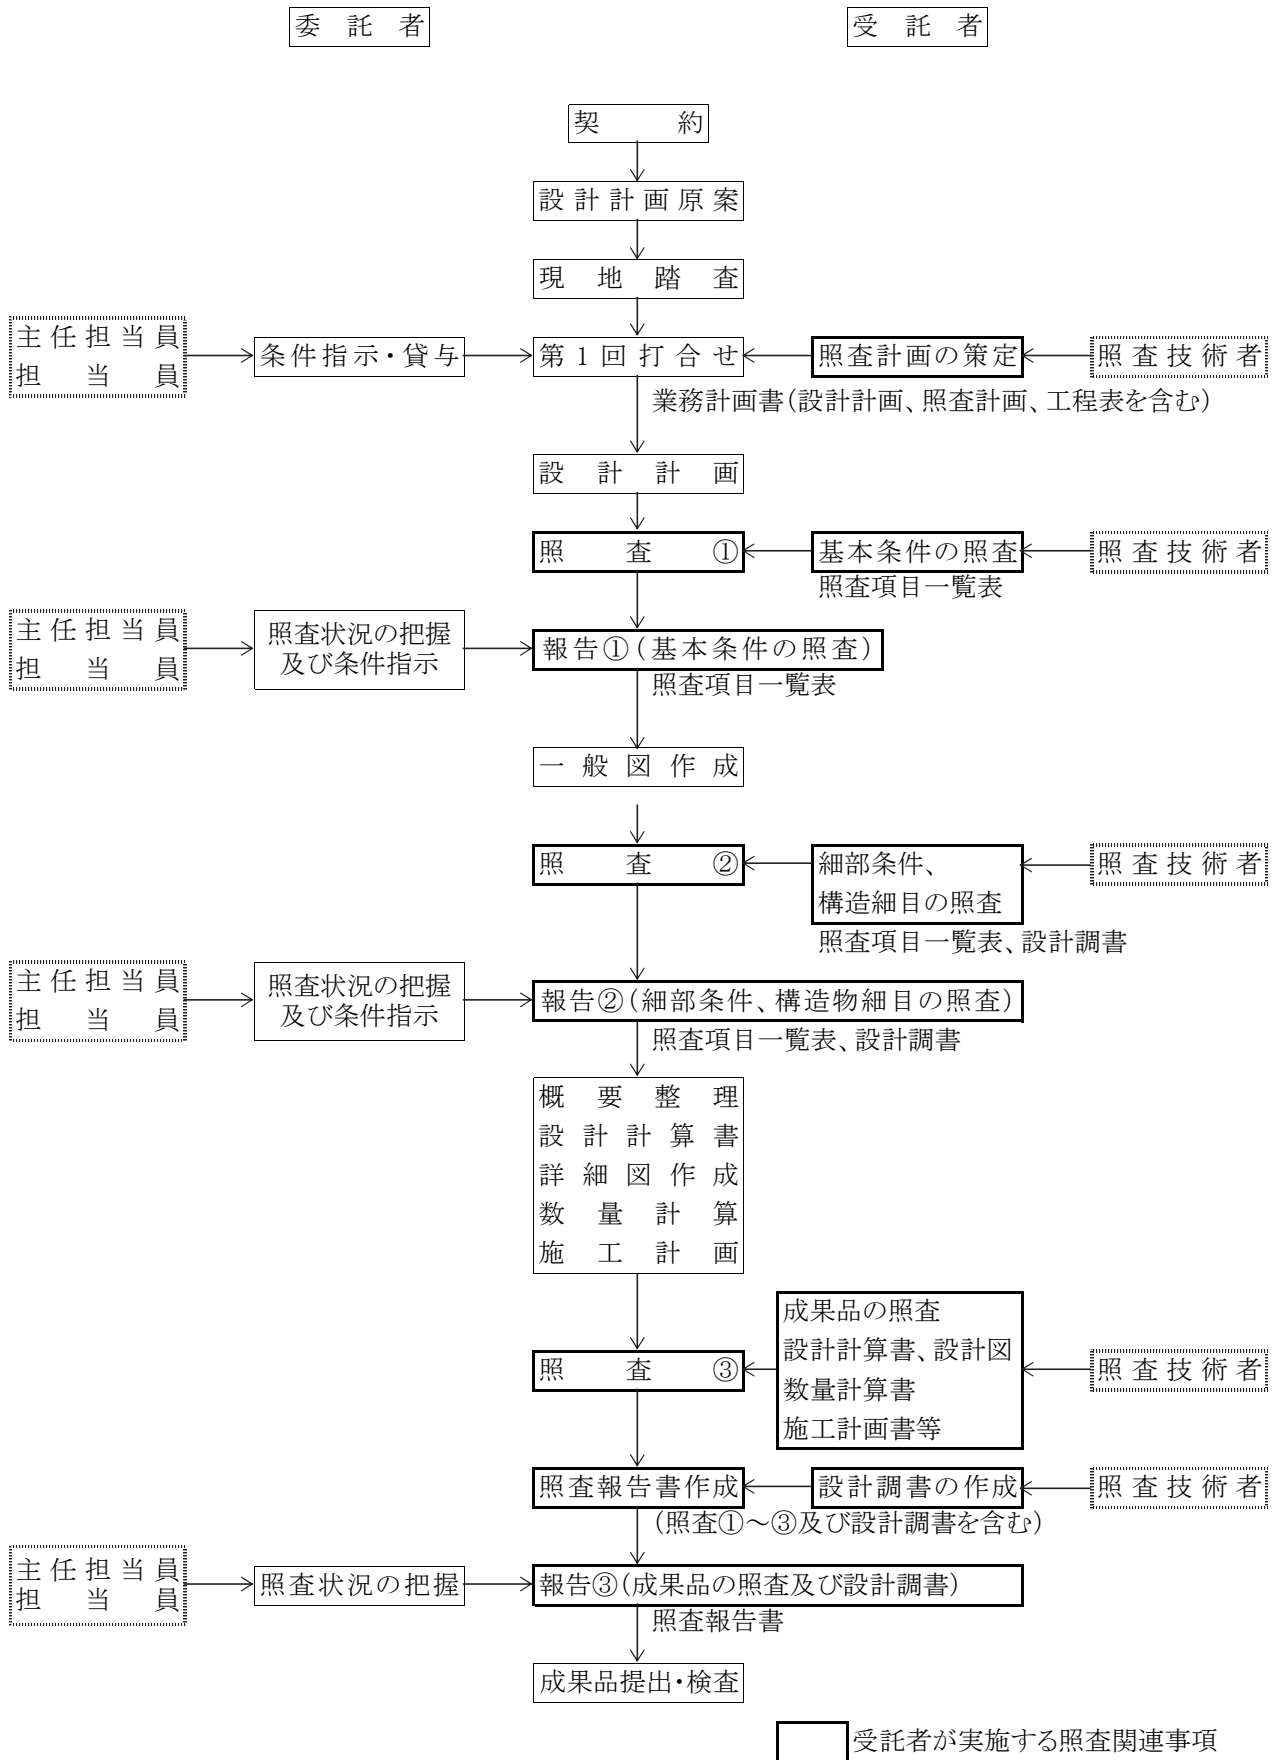 委託者
受託者
契約
設計計画原案
現地踏査
主任担当員
担当員
条件指示・貸与
第1回打合せ
照査計画の策定
照査技術者
業務計画書(設計計画、照査計画、工程表を含む)
設計計画
照査①
基本条件の照査
照査技術者
照査項目一覧表
主任担当員
担当員
照査状況の把握
及び条件指示
報告①(基本条件の照査)
照査項目一覧表
一般図作成
照査②
細部条件、
構造細目の照査
照査技術者
照査項目一覧表、設計調書
主任担当員
担当員
照査状況の把握
及び条件指示
報告②(細部条件、構造物細目の照査)
照査項目一覧表、設計調書
概要整理
設計計算書
詳細図作成
数量計算
施工計画
照査③
成果品の照査
設計計算書、設計図
数量計算書
施工計画書等
照査技術者
照査報告書作成
設計調書の作成
照査技術者
(照査①~③及び設計調書を含む)
主任担当員
担当員
照査状況の把握
報告③(成果品の照査及び設計調書)
照査報告書
成果品提出・検査
受託者が実施する照査関連事項